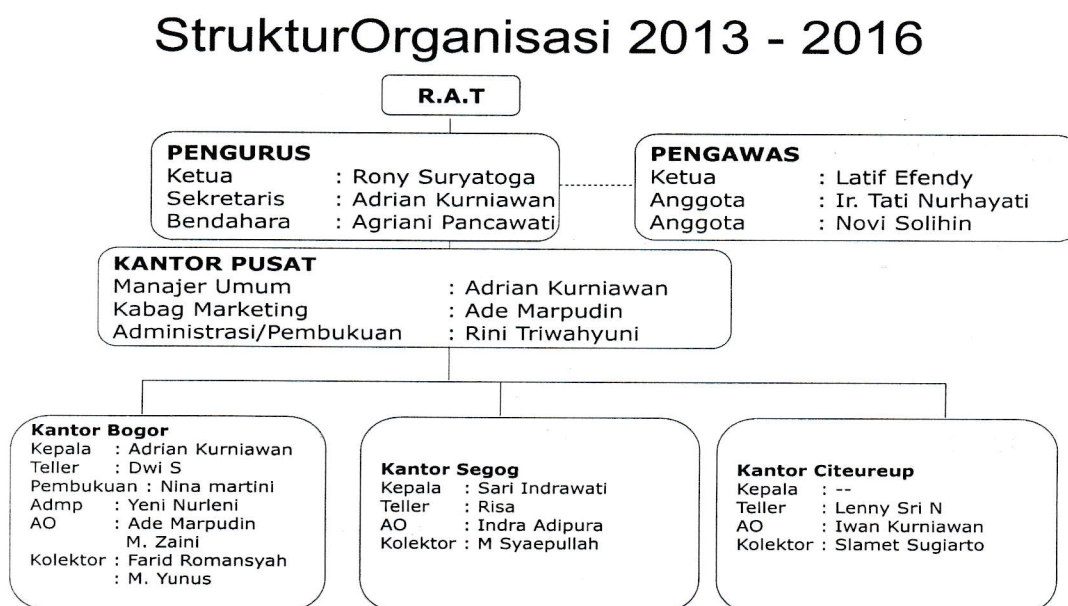 StrukturOrganisasi 2013 - 2016
R.A.T
PENGURUS
Ketua : Rony Suryatoga
Sekretaris : Adrian Kurniawan
Bendahara : Agriani Pancawati
PENGAWAS
Ketua : Latif Efendy
Anggota : Ir. Tati Nurhayati
Anggota : Novi Solihin
KANTOR PUSAT
Manajer Umum : Adrian Kurniawan
Kabag Marketing : Ade Marpudin
Administrasi/Pembukuan : Rini Triwahyuni
Kantor Bogor
Kepala : Adrian Kurniawan
Teller : Dwi S
Pembukuan : Nina martini
Admp : Yeni Nurleni
AO : Ade Marpudin
M. Zaini
Kolektor : Farid Romansyah
: M. Yunus
Kantor Segog
Kepala : Sari Indrawati
Teller : Risa
AO : Indra Adipura
Kolektor : M Syaepullah
Kantor Citeureup
Kepala : --
Teller : Lenny Sri N
AO : Iwan Kurniawan
Kolektor : Slamet Sugiarto